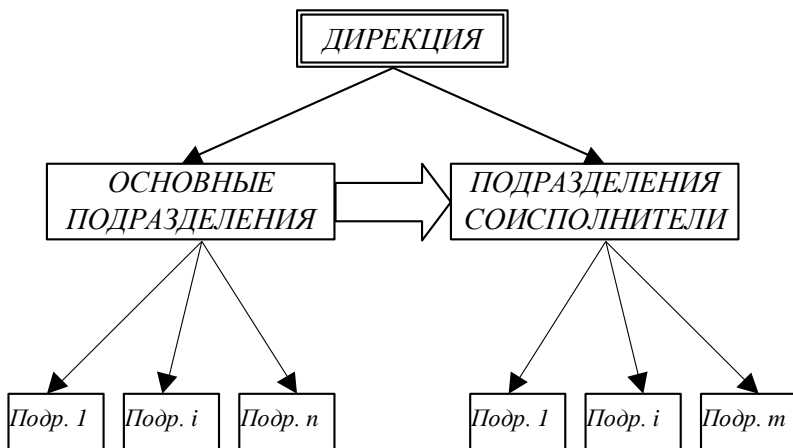 ДИРЕКЦИЯ
ОСНОВНЫЕ
ПОДРАЗДЕЛЕНИЯ
ПОДРАЗДЕЛЕНИЯ
СОИСПОЛНИТЕЛИ
Подр. 1
Подр. i
Подр. n
Подр. 1
Подр. i
Подр. m